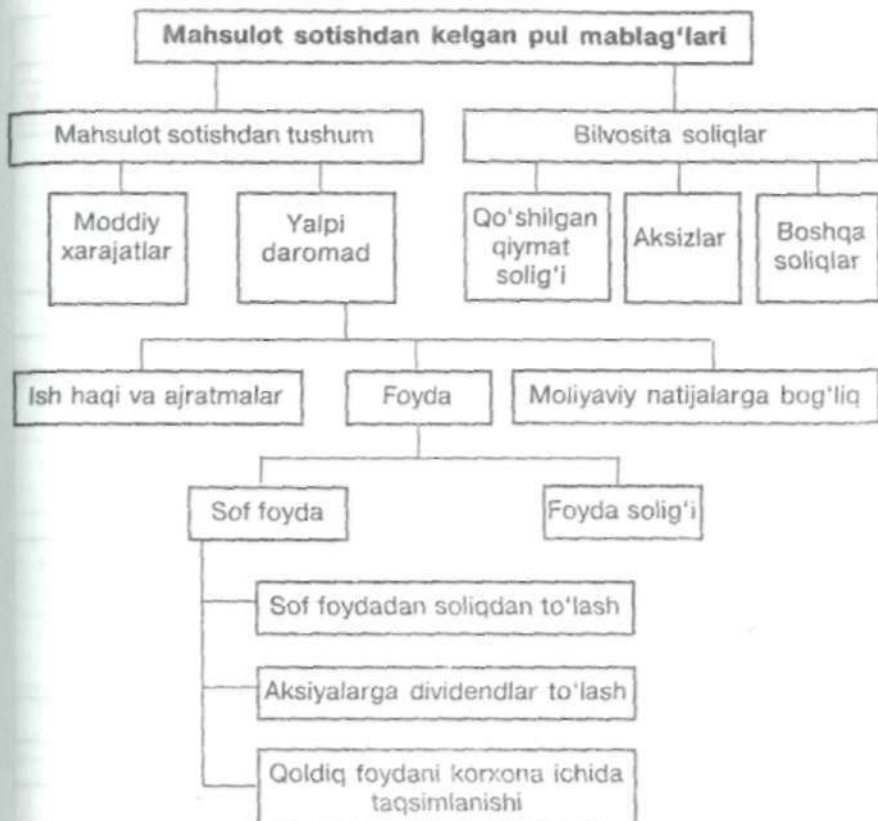 Mahsulot sotishdan kelgan pul mablag‘lari
Mahsulot sotishdan tushum
Bilvosita soliqlar
Moddiy
xarajatlar
Yalpi
daromad
Qo‘shilgan
qiymat
solig‘i
Aksizlar
Boshqa
soliqlar
Ish haqi va ajratmalar
Foyda
Moliyaviy natijalarga bog‘liq
Sof foyda
Foyda solig‘i
Sof foydadan soliqdan to‘lash
Aksiyalarga dividendlar to‘lash
Qoldiq foydani korxona ichida
taqsimlanishi